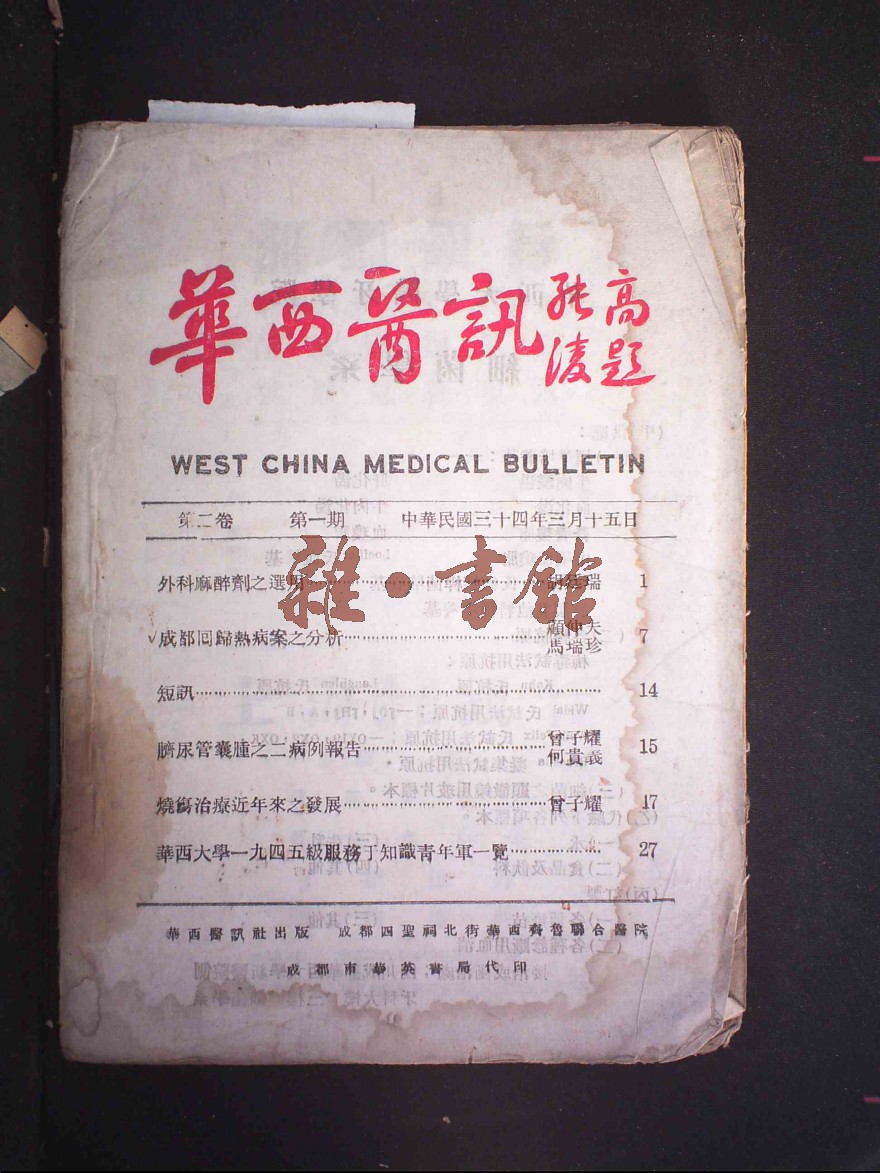 華西醫訊 張凌高題
WEST CHINA MEDICAL BULLETIN
第二卷 第一期 中華民國三十四年三月十五日
外科麻醉劑之選用 胡廷瑞 1
成都回歸熱病案之分析 顧仲夫 馬瑞珍 7
短訊 14
臍尿管囊腫之二病例報告 曾子耀 何貴義 15
燒傷治療近年來之發展 曾子耀 17
華西大學一九四五級服務于知識青年軍一覽 27
華西醫訊社出版 成都四聖祠北街華西齊魯聯合醫院
成都市華英書局代印
雜·書館